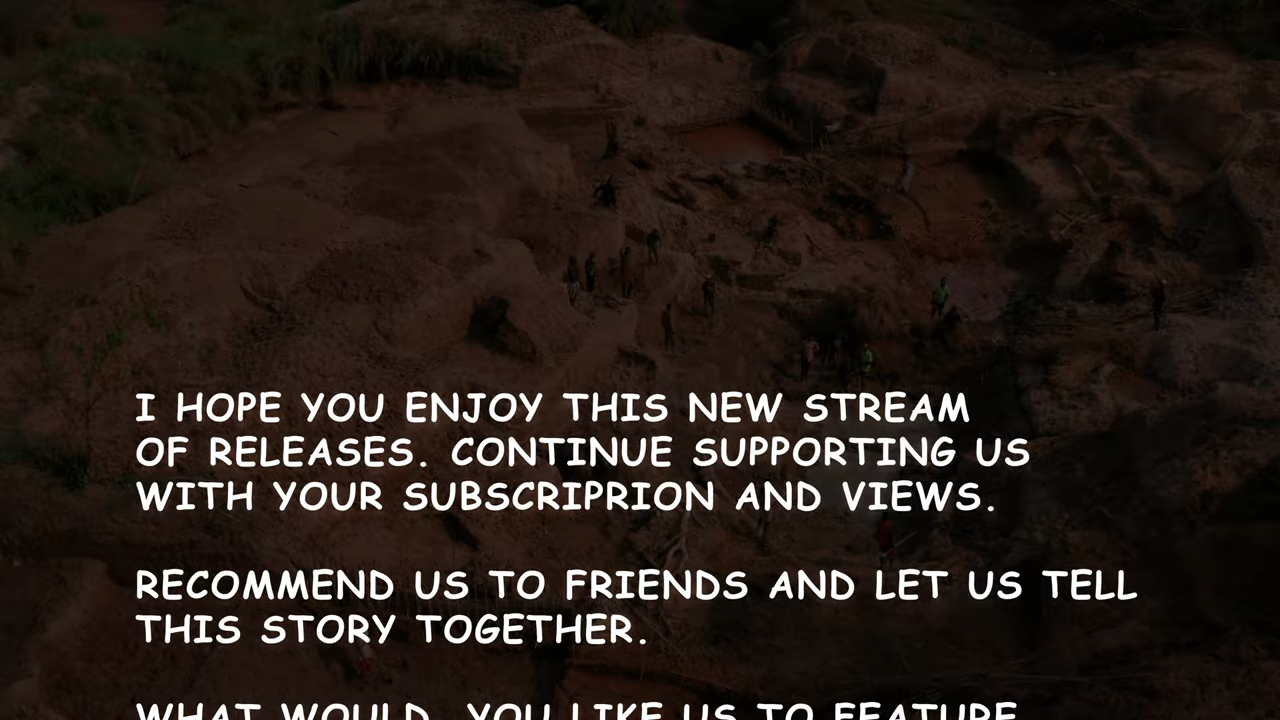 I HOPE YOU ENJOY THIS NEW STREAM
OF RELEASES. CONTINUE SUPPORTING US
WITH YOUR SUBSCRIPRION AND VIEWS.
RECOMMEND US TO FRIENDS AND LET US TELL
THIS STORY TOGETHER.
WHAT WOULD YOU LIKE US TO FEATURE